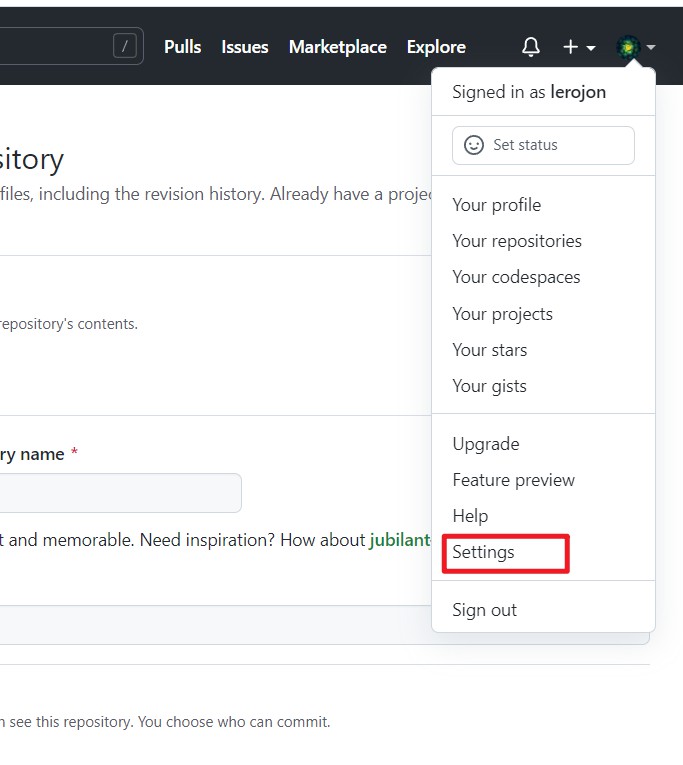 / Pulls Issues Marketplace Explore
Signed in as lerojon
Set status
Your profile
Your repositories
Your codespaces
Your projects
Your stars
Your gists
Upgrade
Feature preview
Help
Settings
Sign out
sitory
files, including the revision history. Already have a proje
repository's contents.
ry name *
t and memorable. Need inspiration? How about jubilant
n see this repository. You choose who can commit.